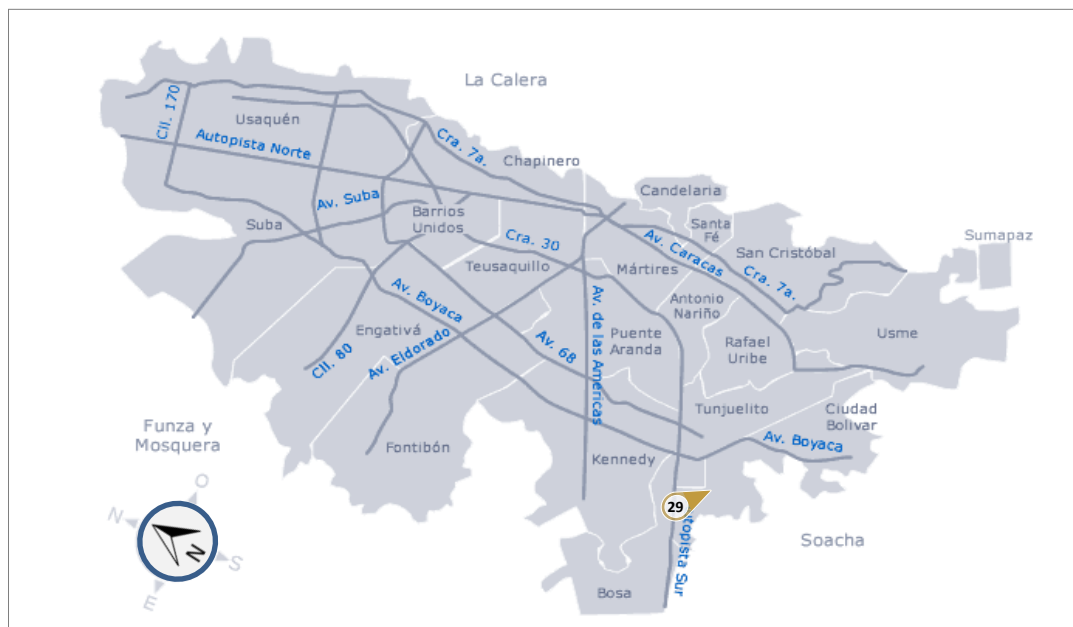 La Calera
Cll. 170
Usaquén
Autopista Norte
Cra. 7a.
Chapinero
Candelaria
Av. Suba
Suba
Barrios
Unidos
Santa
Fé
Cra. 30
Av. Caracas
San Cristóbal
Sumapaz
Teusaquillo
Mártires
Cra. 7a.
Av. Boyaca
Antonio
Nariño
Engativá
Av. Eldorado
Cll. 80
Av. 68
Av. de las Américas
Puente
Aranda
Rafael
Uribe
Usme
Tunjuelito
Ciudad
Bolivar
Funza y
Mosquera
Fontibón
Kennedy
Av. Boyaca
O
N
S
E
N
29
utopista Sur
Soacha
Bosa